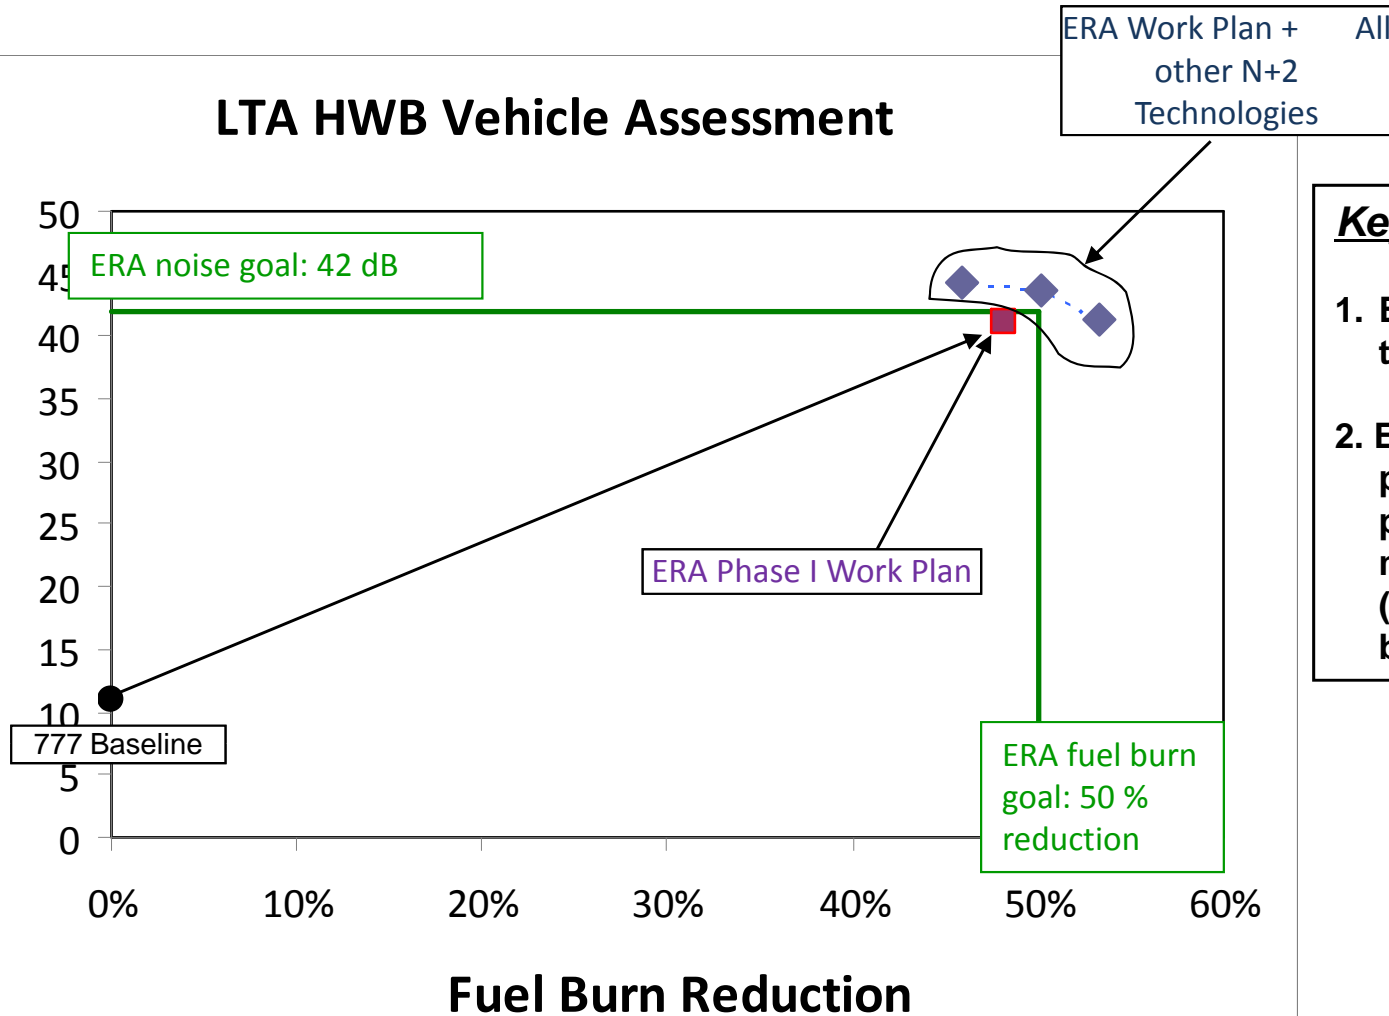 ERA Work Plan + All
other N+2
Technologies
LTA HWB Vehicle Assessment
50
ERA noise goal: 42 dB
45
40
35
30
25
20
15
10
5
0
ERA Phase I Work Plan
777 Baseline
ERA fuel burn
goal: 50 %
reduction
0% 10% 20% 30% 40% 50% 60%
Fuel Burn Reduction
Ke
1. E
t
2. E
p
p
n
(
b